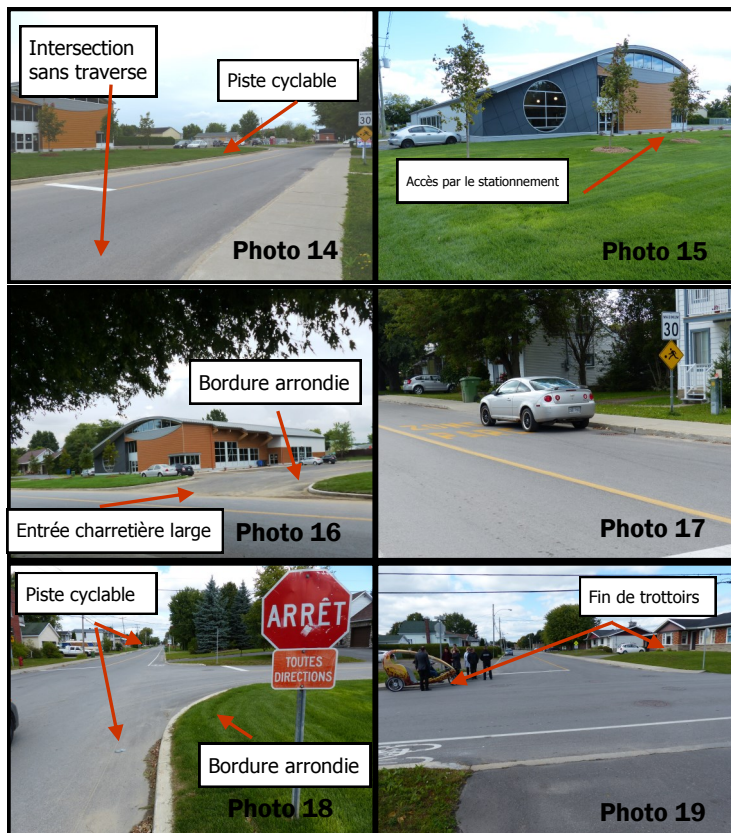 Intersection
sans traverse
Piste cyclable
30
Photo 14
Accès par le stationnement
Photo 15
Bordure arrondie
Entrée charretière large
Photo 16
MAXIMUM
30
Photo 17
Piste cyclable
ARRÊT
TOUTES
DIRECTIONS
Bordure arrondie
Photo 18
Fin de trottoirs
Photo 19